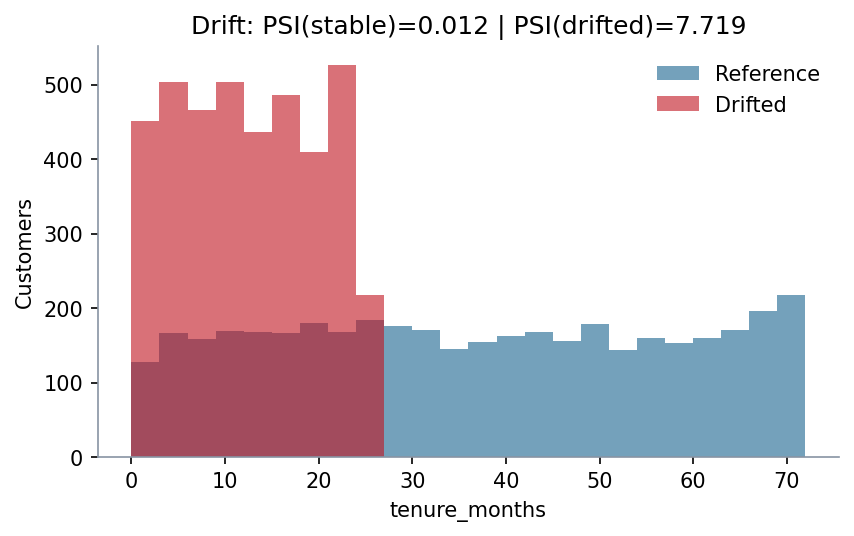 Drift: PSI(stable)=0.012 | PSI(drifted)=7.719
Reference
Drifted
Customers
500
400
300
200
100
0
0 10 20 30 40 50 60 70
tenure_months